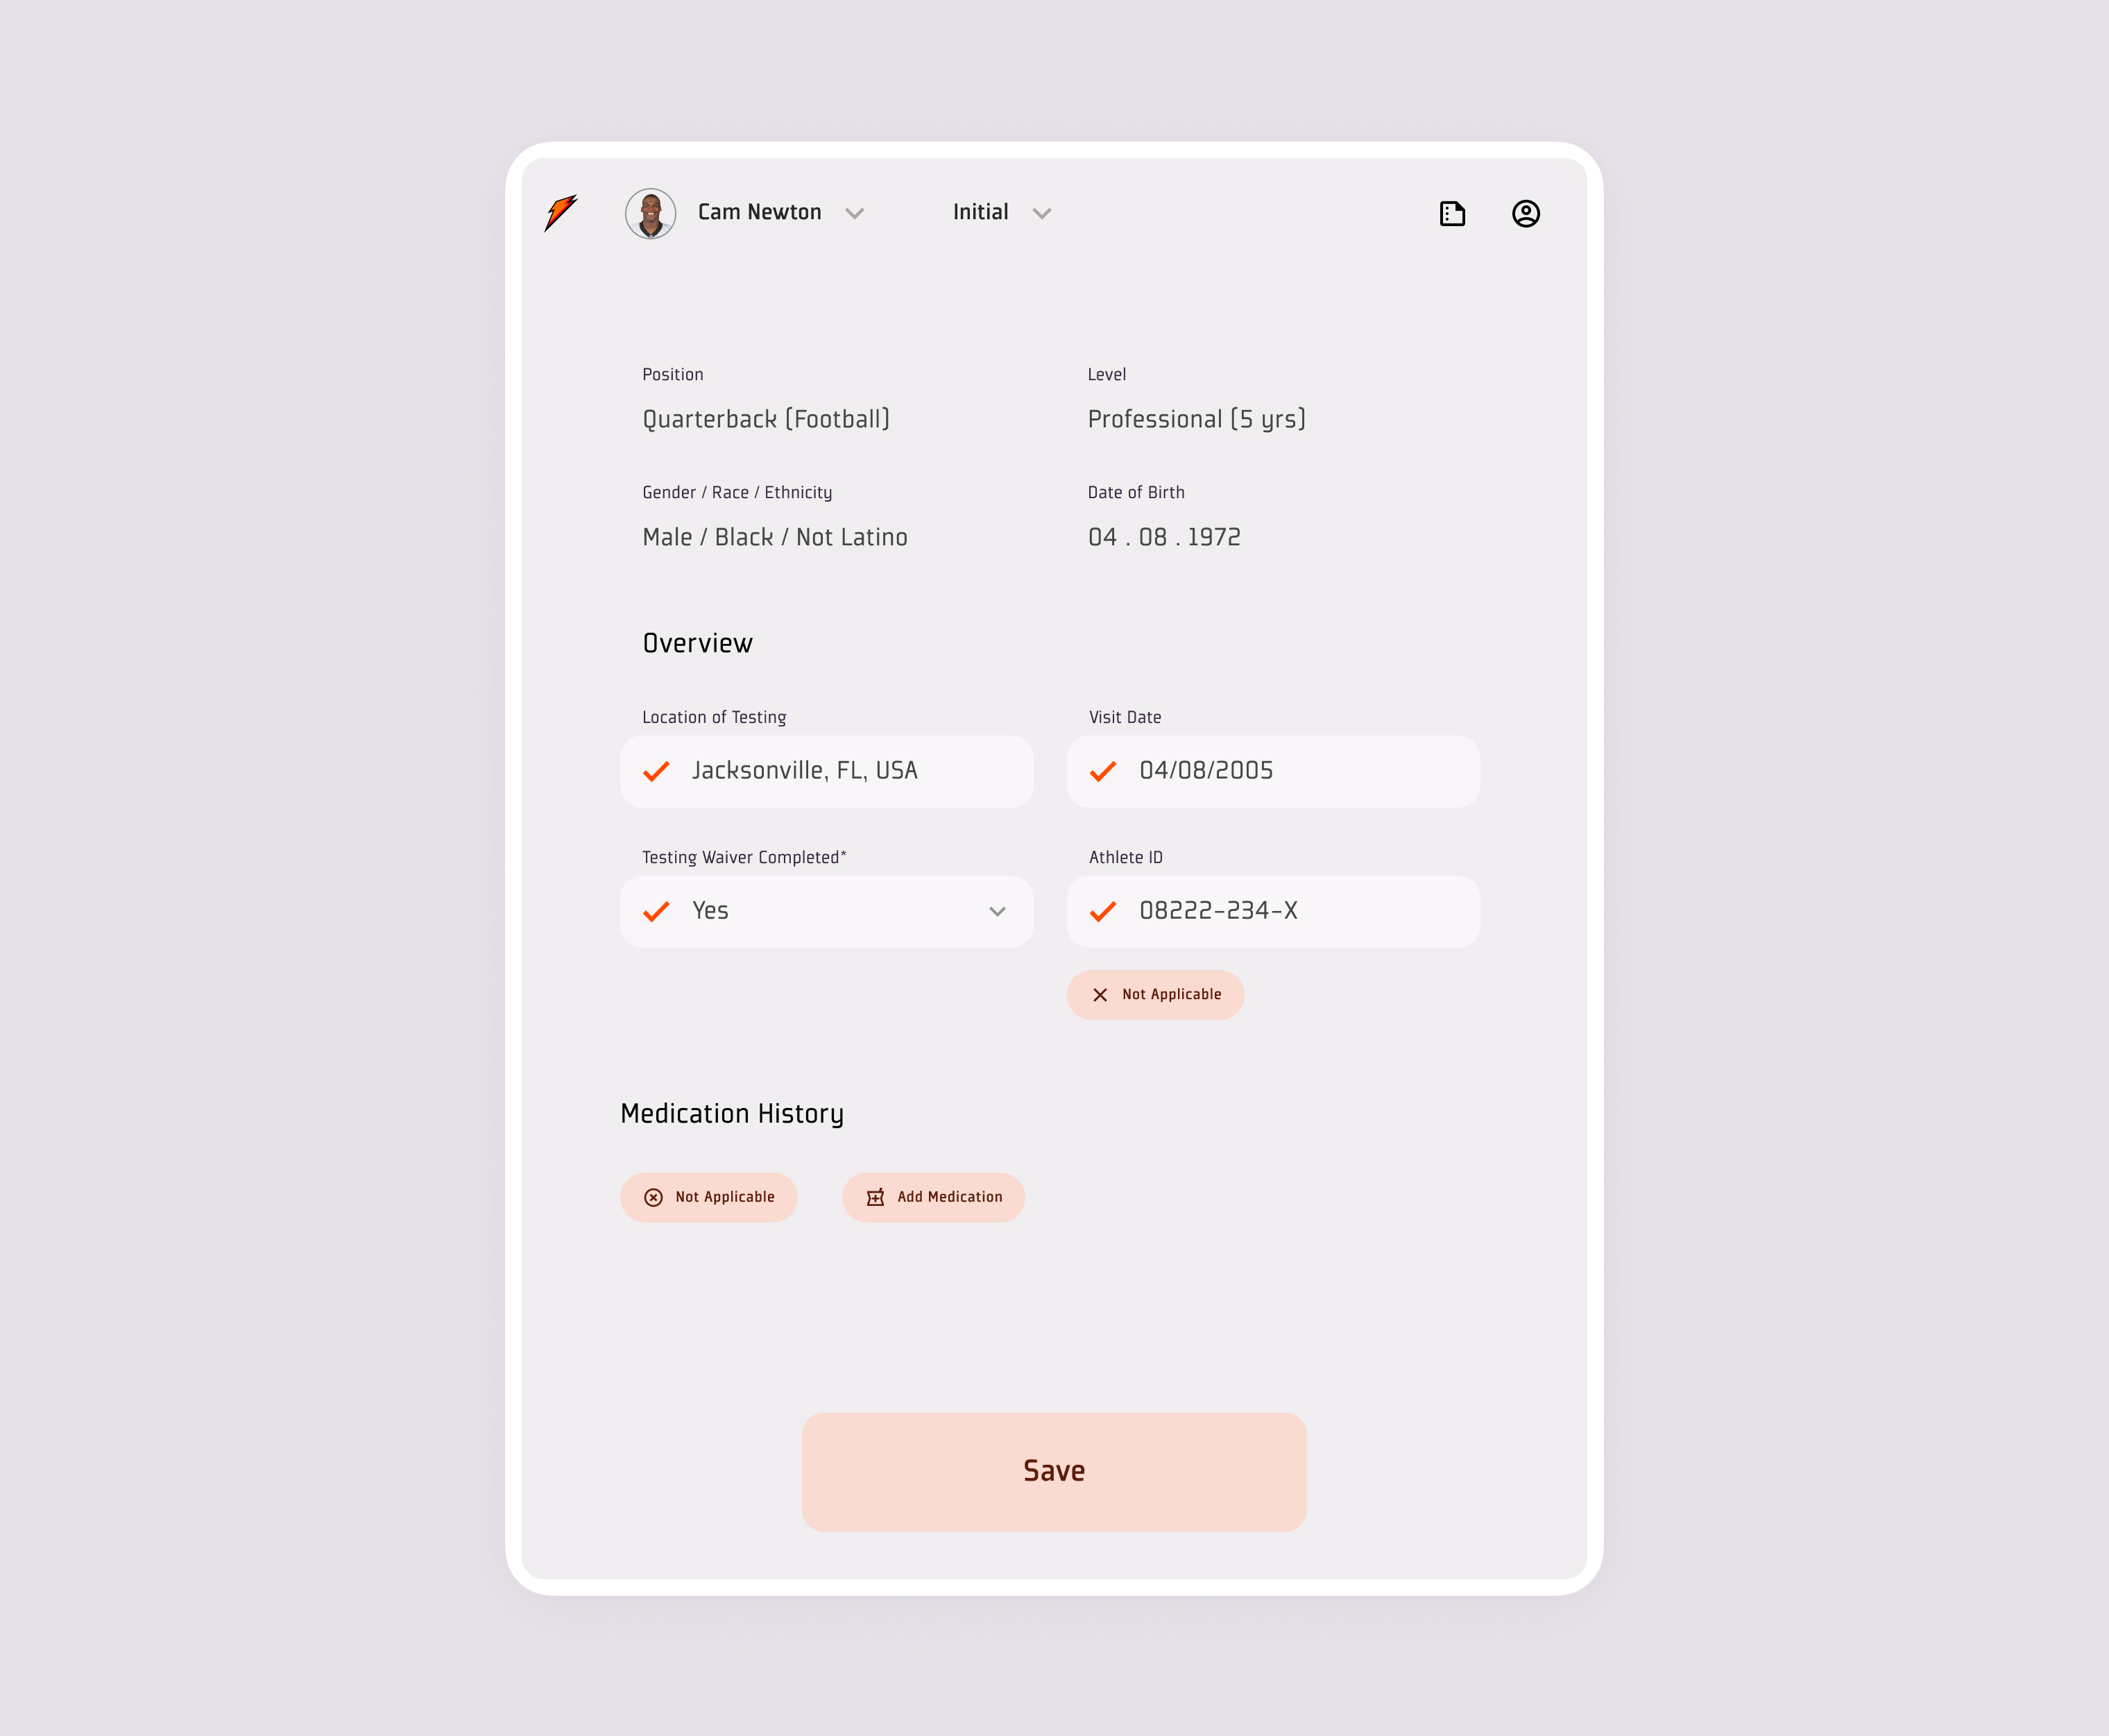 Cam Newton
Initial
Position
Level
Quarterback (Football)
Professional (5 yrs)
Gender / Race / Ethnicity
Date of Birth
Male / Black / Not Latino
04 . 08 . 1972
Overview
Location of Testing
Visit Date
Jacksonville, FL, USA
04/08/2005
Testing Waiver Completed*
Athlete ID
Yes
08222-234-X
Not Applicable
Medication History
Not Applicable
Add Medication
Save